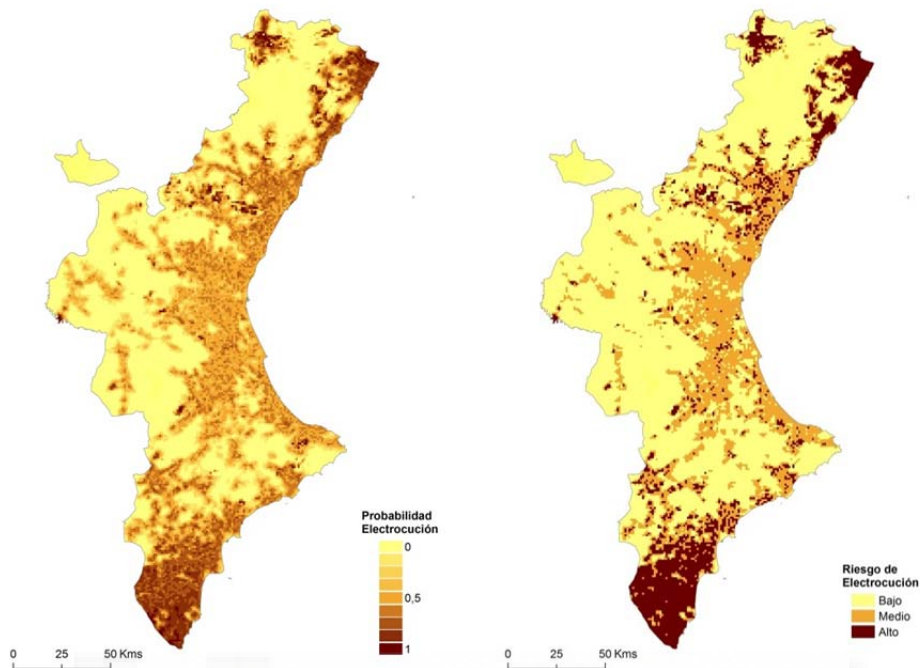 Probabilidad
Electrocución
0
0,5
1
0 25 50 Kms
Riesgo de
Electrocución
Bajo
Medio
Alto
0 25 50 Kms